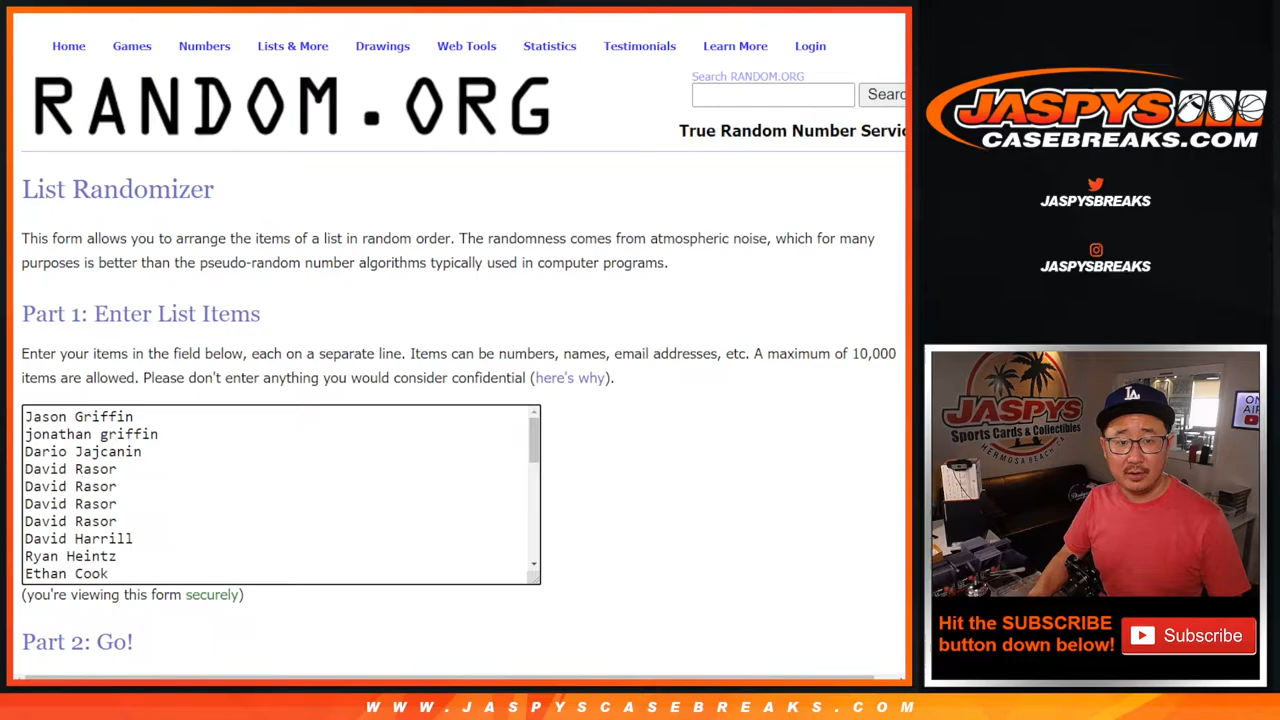 Home Games Numbers Lists & More Drawings Web Tools Statistics Testimonials Learn More Login
RANDOM.ORG
Search RANDOM.ORG
Searc
True Random Number Servic
List Randomizer
This form allows you to arrange the items of a list in random order. The randomness comes from atmospheric noise, which for many
purposes is better than the pseudo-random number algorithms typically used in computer programs.
Part 1: Enter List Items
Enter your items in the field below, each on a separate line. Items can be numbers, names, email addresses, etc. A maximum of 10,000
items are allowed. Please don't enter anything you would consider confidential (here's why).
Jason Griffin
jonathan griffin
Dario Jajcanin
David Rasor
David Rasor
David Rasor
David Rasor
David Harrill
Ryan Heintz
Ethan Cook
(you're viewing this form securely)
Part 2: Go!
JASPYS
CASEBREAKS.COM
JASPYSBREAKS
JASPYSBREAKS
JASPYS
Sports Cards & Collectibles
HERMOSA BEACH, CA
LA
ON
AIR
Hit the SUBSCRIBE
button down below!
Subscribe
WWW.JASPYSCASEBREAKS.COM